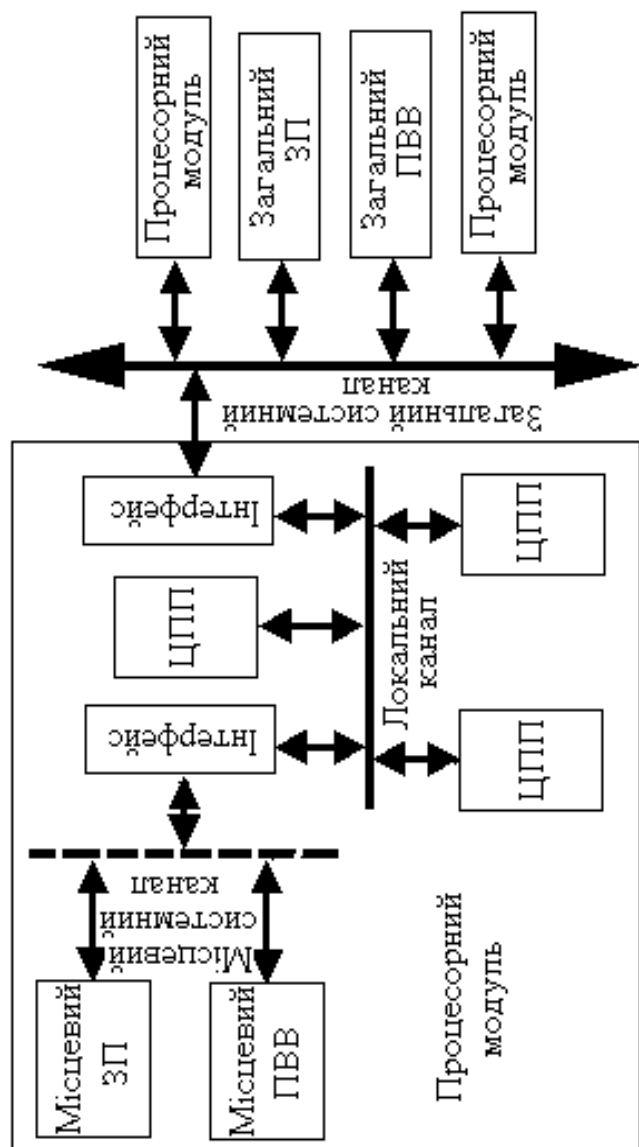 Процесорний
модуль
Загальний
ЗП
Загальний
ПВВ
Процесорний
модуль
Загальний системний
канал
Інтерфейс
ЦПП
Інтерфейс
Локальний
канал
ЦПП
ЦПП
Місцевий
системний
канал
Місцевий
ЗП
Місцевий
ПВВ
Процесорний
модуль